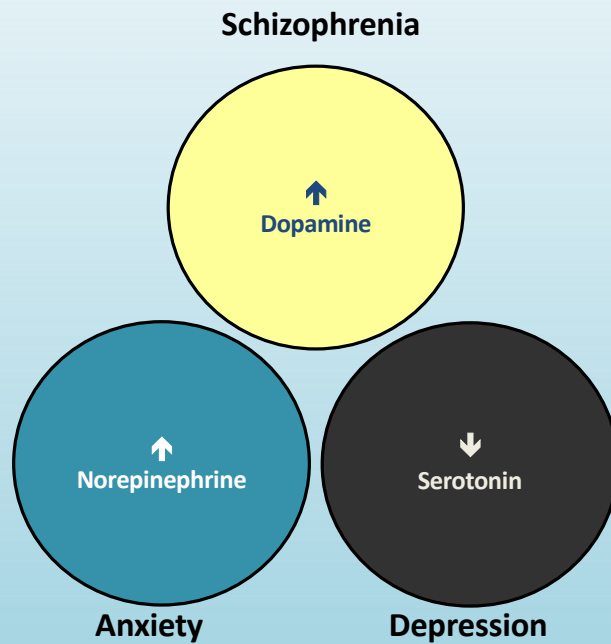 Schizophrenia
↑
Dopamine
↑
Norepinephrine
↓
Serotonin
Anxiety
Depression